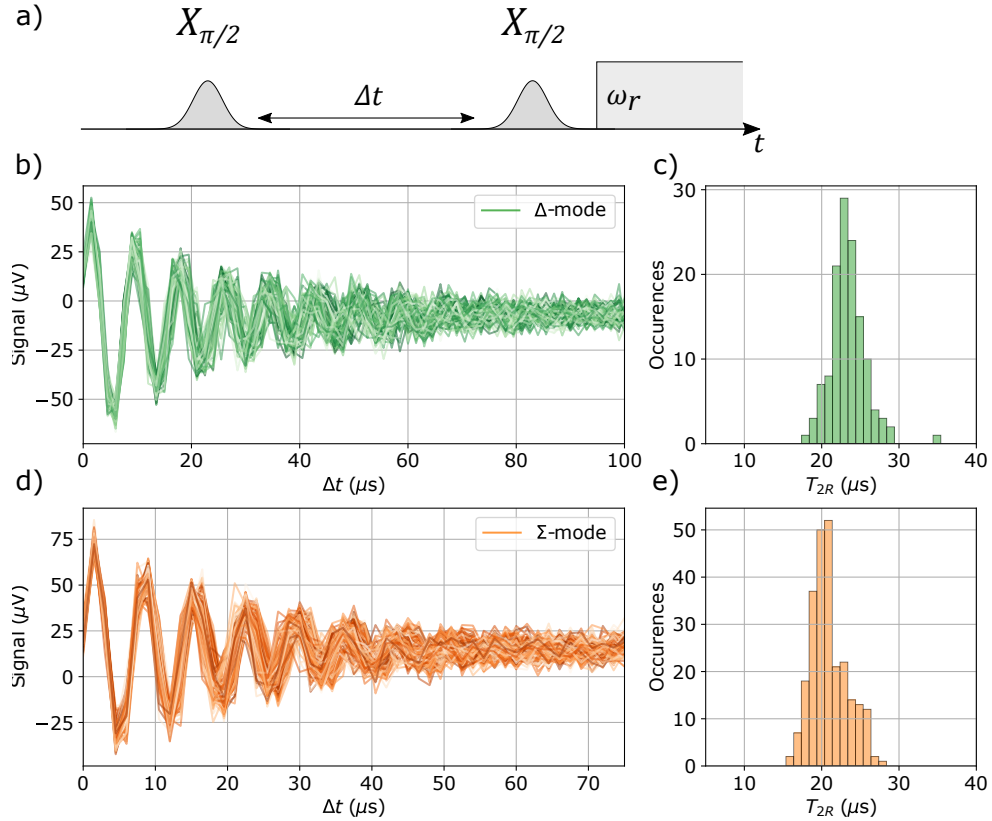 a)
X_{π/2} X_{π/2}
Δt
ω_r
t
b)
50
25
0
−25
−50
Signal (μV)
Δ-mode
0 20 40 60 80 100
Δt (μs)
c)
30
20
10
0
Occurences
10 20 30 40
T_{2R} (μs)
d)
75
50
25
0
−25
Signal (μV)
Σ-mode
0 10 20 30 40 50 60 70
Δt (μs)
e)
50
40
30
20
10
0
Occurences
10 20 30 40
T_{2R} (μs)